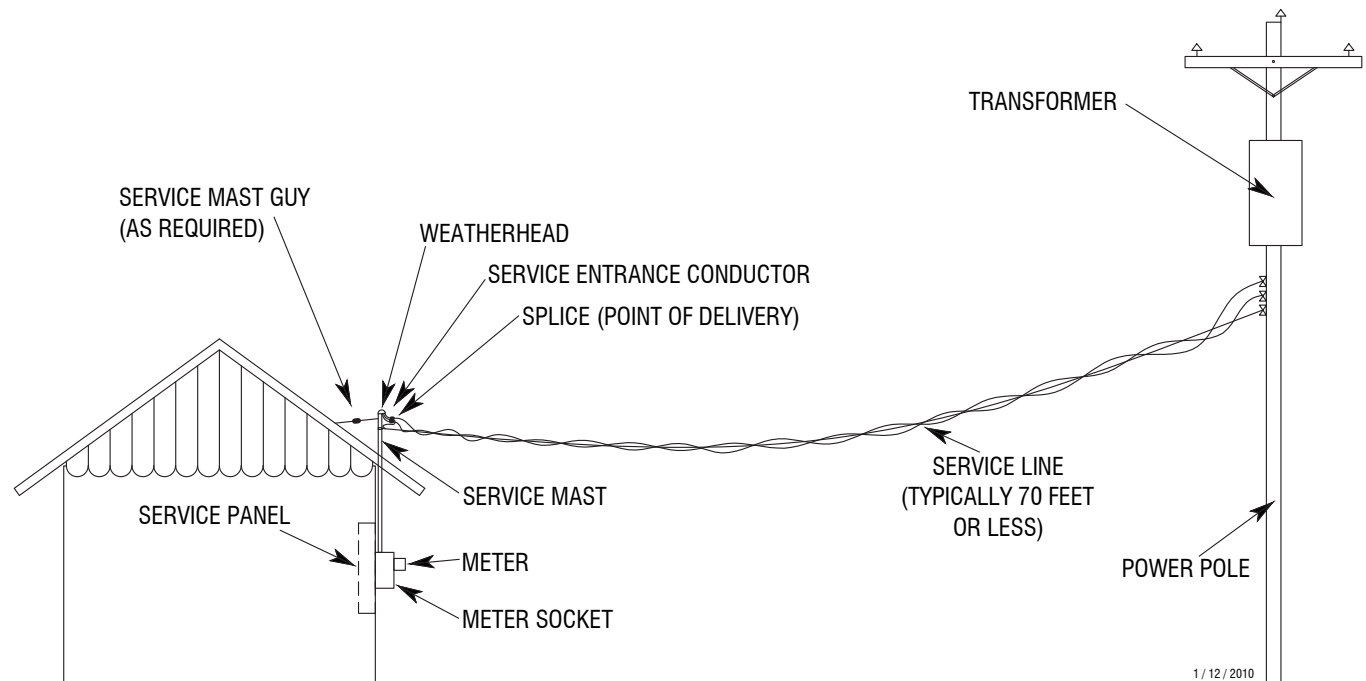 TRANSFORMER
SERVICE MAST GUY
(AS REQUIRED)
WEATHERHEAD
SERVICE ENTRANCE CONDUCTOR
SPLICE (POINT OF DELIVERY)
SERVICE LINE
(TYPICALLY 70 FEET
OR LESS)
SERVICE MAST
SERVICE PANEL
METER
METER SOCKET
POWER POLE
1 / 12 / 2010